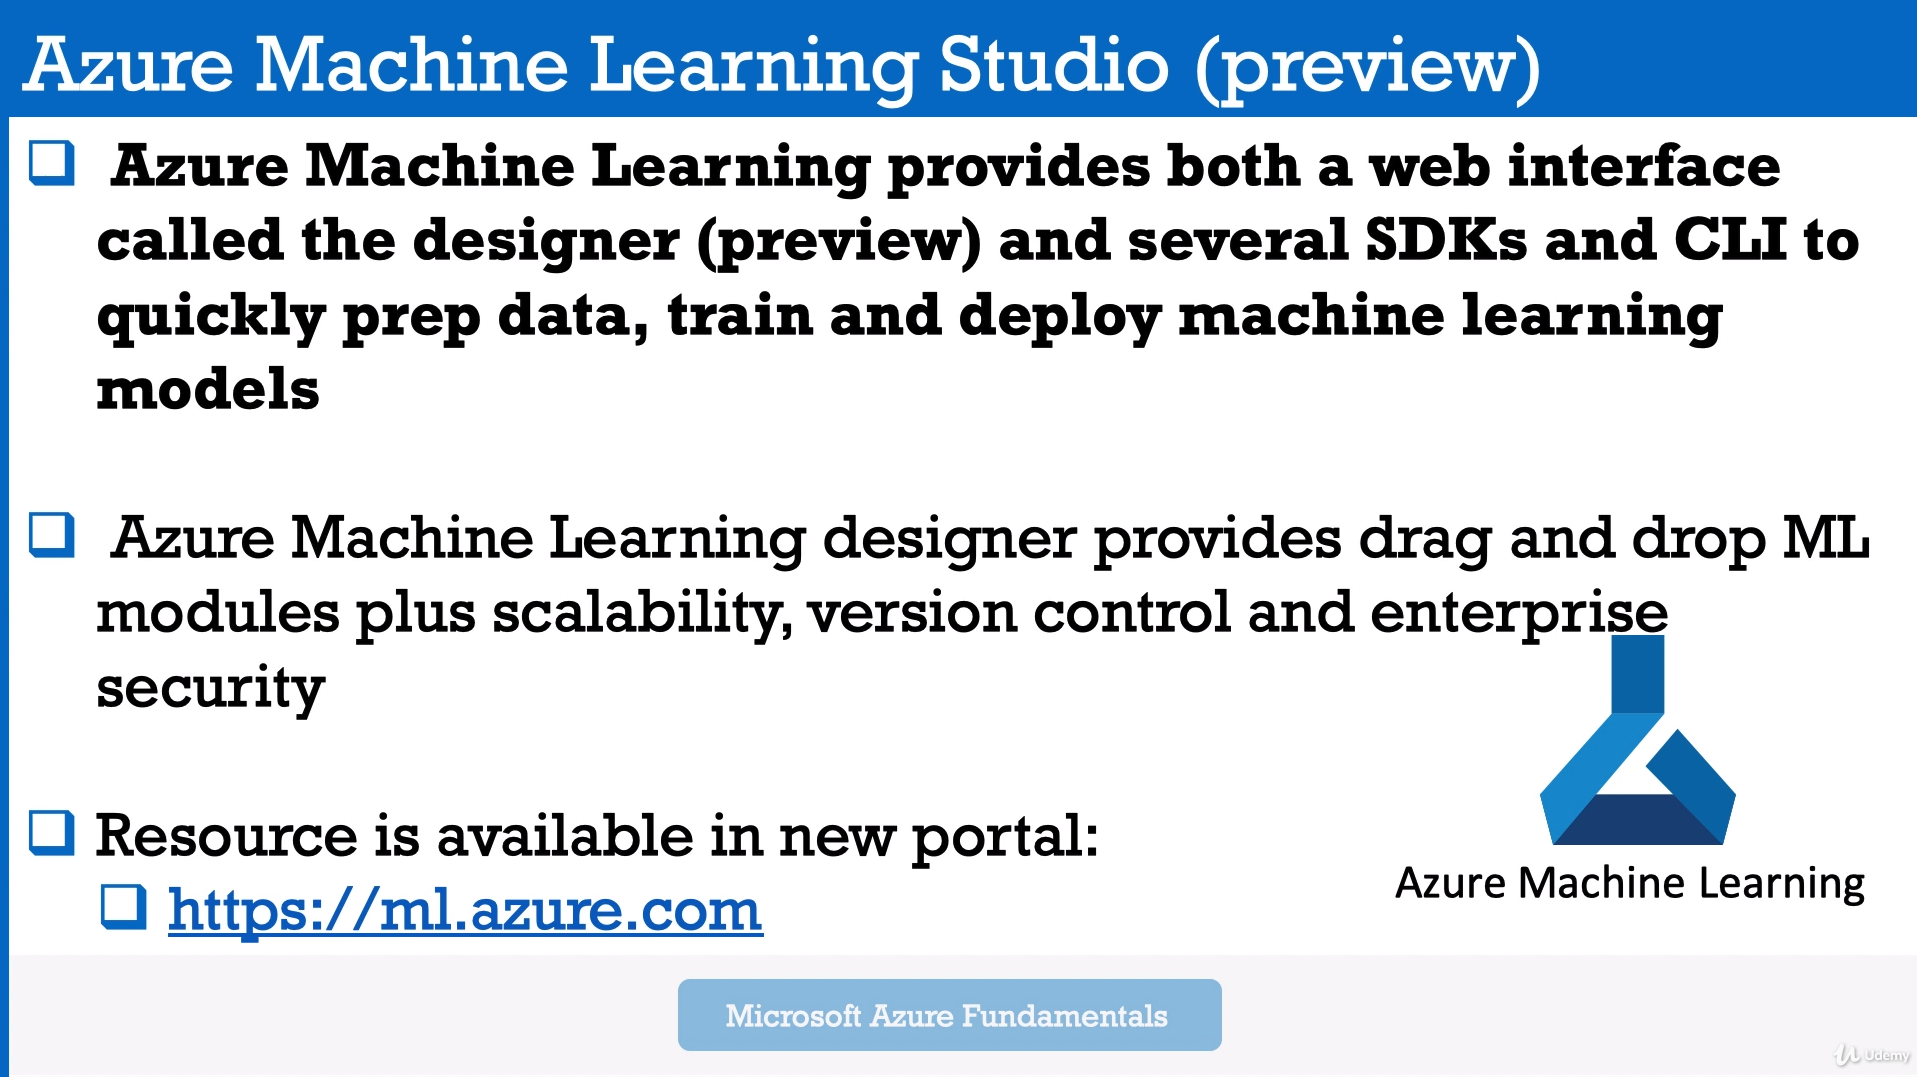 Azure Machine Learning Studio (preview)
Azure Machine Learning provides both a web interface
called the designer (preview) and several SDKs and CLI to
quickly prep data, train and deploy machine learning
models
Azure Machine Learning designer provides drag and drop ML
modules plus scalability, version control and enterprise
security
Resource is available in new portal:
https://ml.azure.com
Azure Machine Learning
Microsoft Azure Fundamentals
Udemy